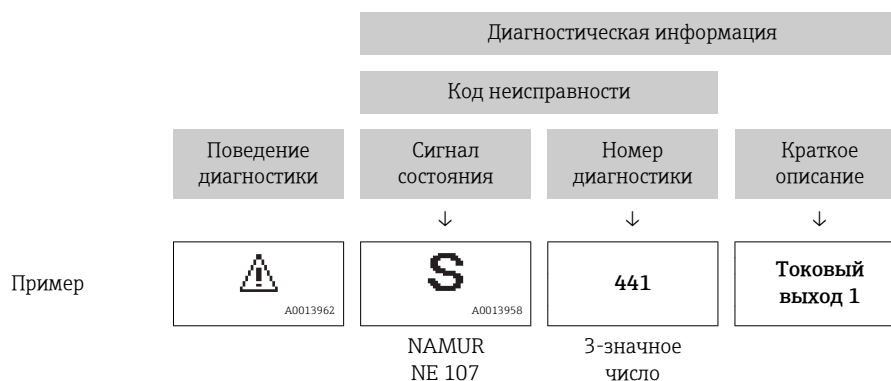 Диагностическая информация
Код неисправности
Поведение
диагностики
Сигнал
состояния
Номер
диагностики
Краткое
описание
↓ ↓ ↓
Пример
A0013962
S
A0013958
441
Токовый
выход 1
NAMUR
NE 107
3-значное
число